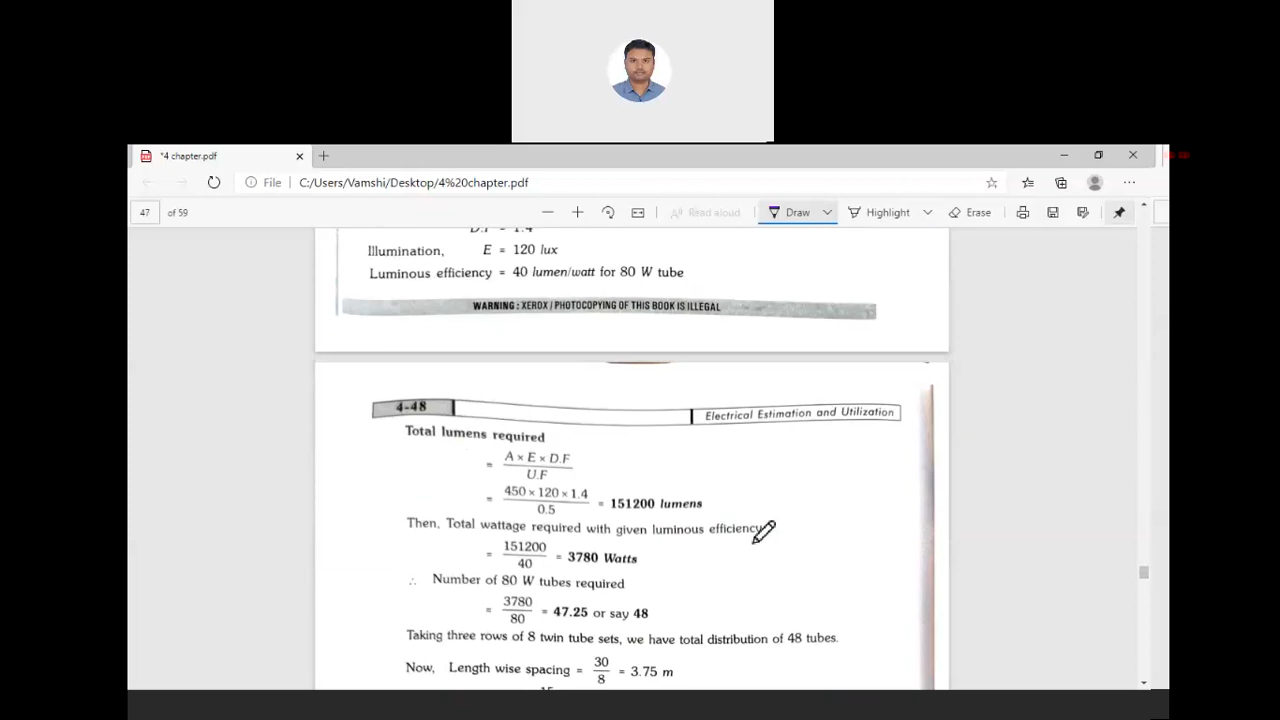 *4 chapter.pdf
File C:/Users/Vamshi/Desktop/4%20chapter.pdf
47 of 59 Read aloud Draw Highlight Erase
D.F = 1.4
Illumination, E = 120 lux
Luminous efficiency = 40 lumen/watt for 80 W tube
WARNING : XEROX / PHOTOCOPYING OF THIS BOOK IS ILLEGAL
4-48 Electrical Estimation and Utilization
Total lumens required
= A × E × D.F / U.F
= 450 × 120 × 1.4 / 0.5 = 151200 lumens
Then, Total wattage required with given luminous efficiency
= 151200 / 40 = 3780 Watts
∴ Number of 80 W tubes required
= 3780 / 80 = 47.25 or say 48
Taking three rows of 8 twin tube sets, we have total distribution of 48 tubes.
Now, Length wise spacing = 30 / 8 = 3.75 m
15